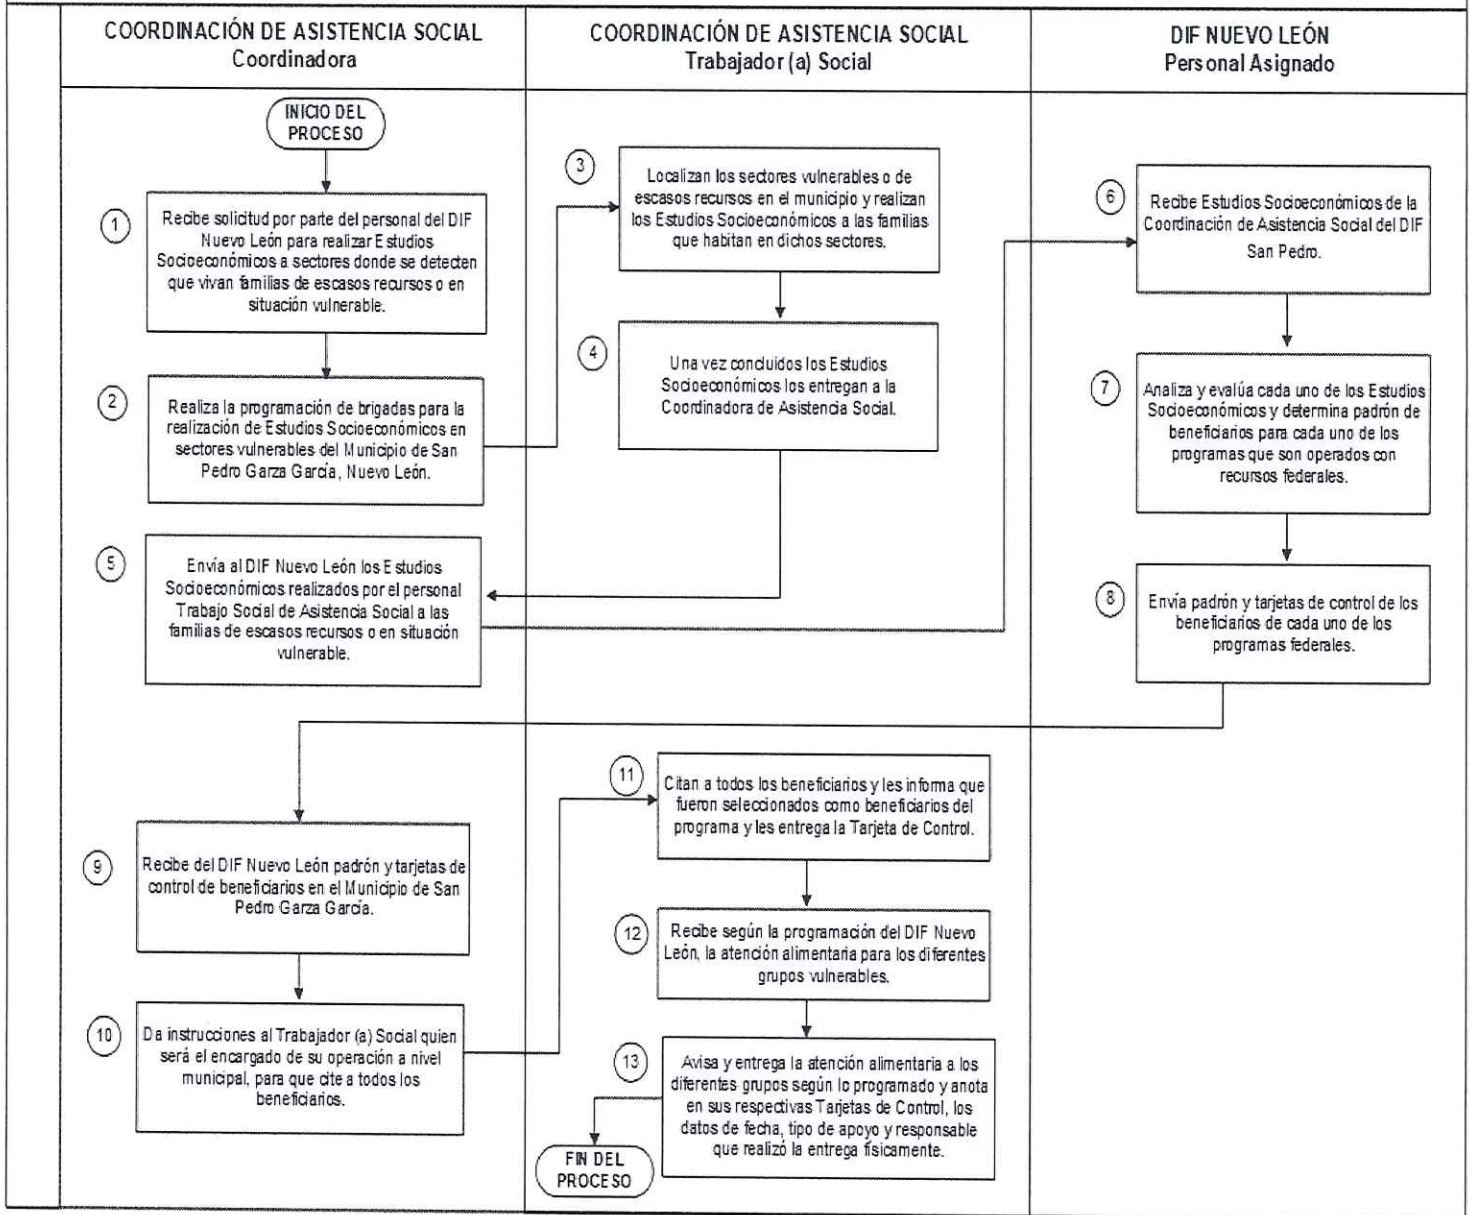 COORDINACIÓN DE ASISTENCIA SOCIAL
Coordinadora
COORDINACIÓN DE ASISTENCIA SOCIAL
Trabajador (a) Social
DIF NUEVO LEÓN
Personal Asignado
INICIO DEL
PROCESO
1
Recibe solicitud por parte del personal del DIF
Nuevo León para realizar Estudios
Socioeconómicos a sectores donde se detecten
que vivan familias de escasos recursos o en
situación vulnerable.
2
Realiza la programación de brigadas para la
realización de Estudios Socioeconómicos en
sectores vulnerables del Municipio de San
Pedro Garza García, Nuevo León.
3
Localizan los sectores vulnerables o de
escasos recursos en el municipio y realizan
los Estudios Socioeconómicos a las familias
que habitan en dichos sectores.
4
Una vez concluidos los Estudios
Socioeconómicos los entregan a la
Coordinadora de Asistencia Social.
5
Envía al DIF Nuevo León los Estudios
Socioeconómicos realizados por el personal
Trabajo Social de Asistencia Social a las
familias de escasos recursos o en situación
vulnerable.
6
Recibe Estudios Socioeconómicos de la
Coordinación de Asistencia Social del DIF
San Pedro.
7
Analiza y evalúa cada uno de los Estudios
Socioeconómicos y determina padrón de
beneficiarios para cada uno de los
programas que son operados con
recursos federales.
8
Envía padrón y tarjetas de control de los
beneficiarios de cada uno de los
programas federales.
9
Recibe del DIF Nuevo León padrón y tarjetas de
control de beneficiarios en el Municipio de San
Pedro Garza García.
10
Da instrucciones al Trabajador (a) Social quien
será el encargado de su operación a nivel
municipal, para que cite a todos los
beneficiarios.
11
Citan a todos los beneficiarios y les informa que
fueron seleccionados como beneficiarios del
programa y les entrega la Tarjeta de Control.
12
Recibe según la programación del DIF Nuevo
León, la atención alimentaria para los diferentes
grupos vulnerables.
13
Avisa y entrega la atención alimentaria a los
diferentes grupos según lo programado y anota
en sus respectivas Tarjetas de Control, los
datos de fecha, tipo de apoyo y responsable
que realizó la entrega físicamente.
FIN DEL
PROCESO